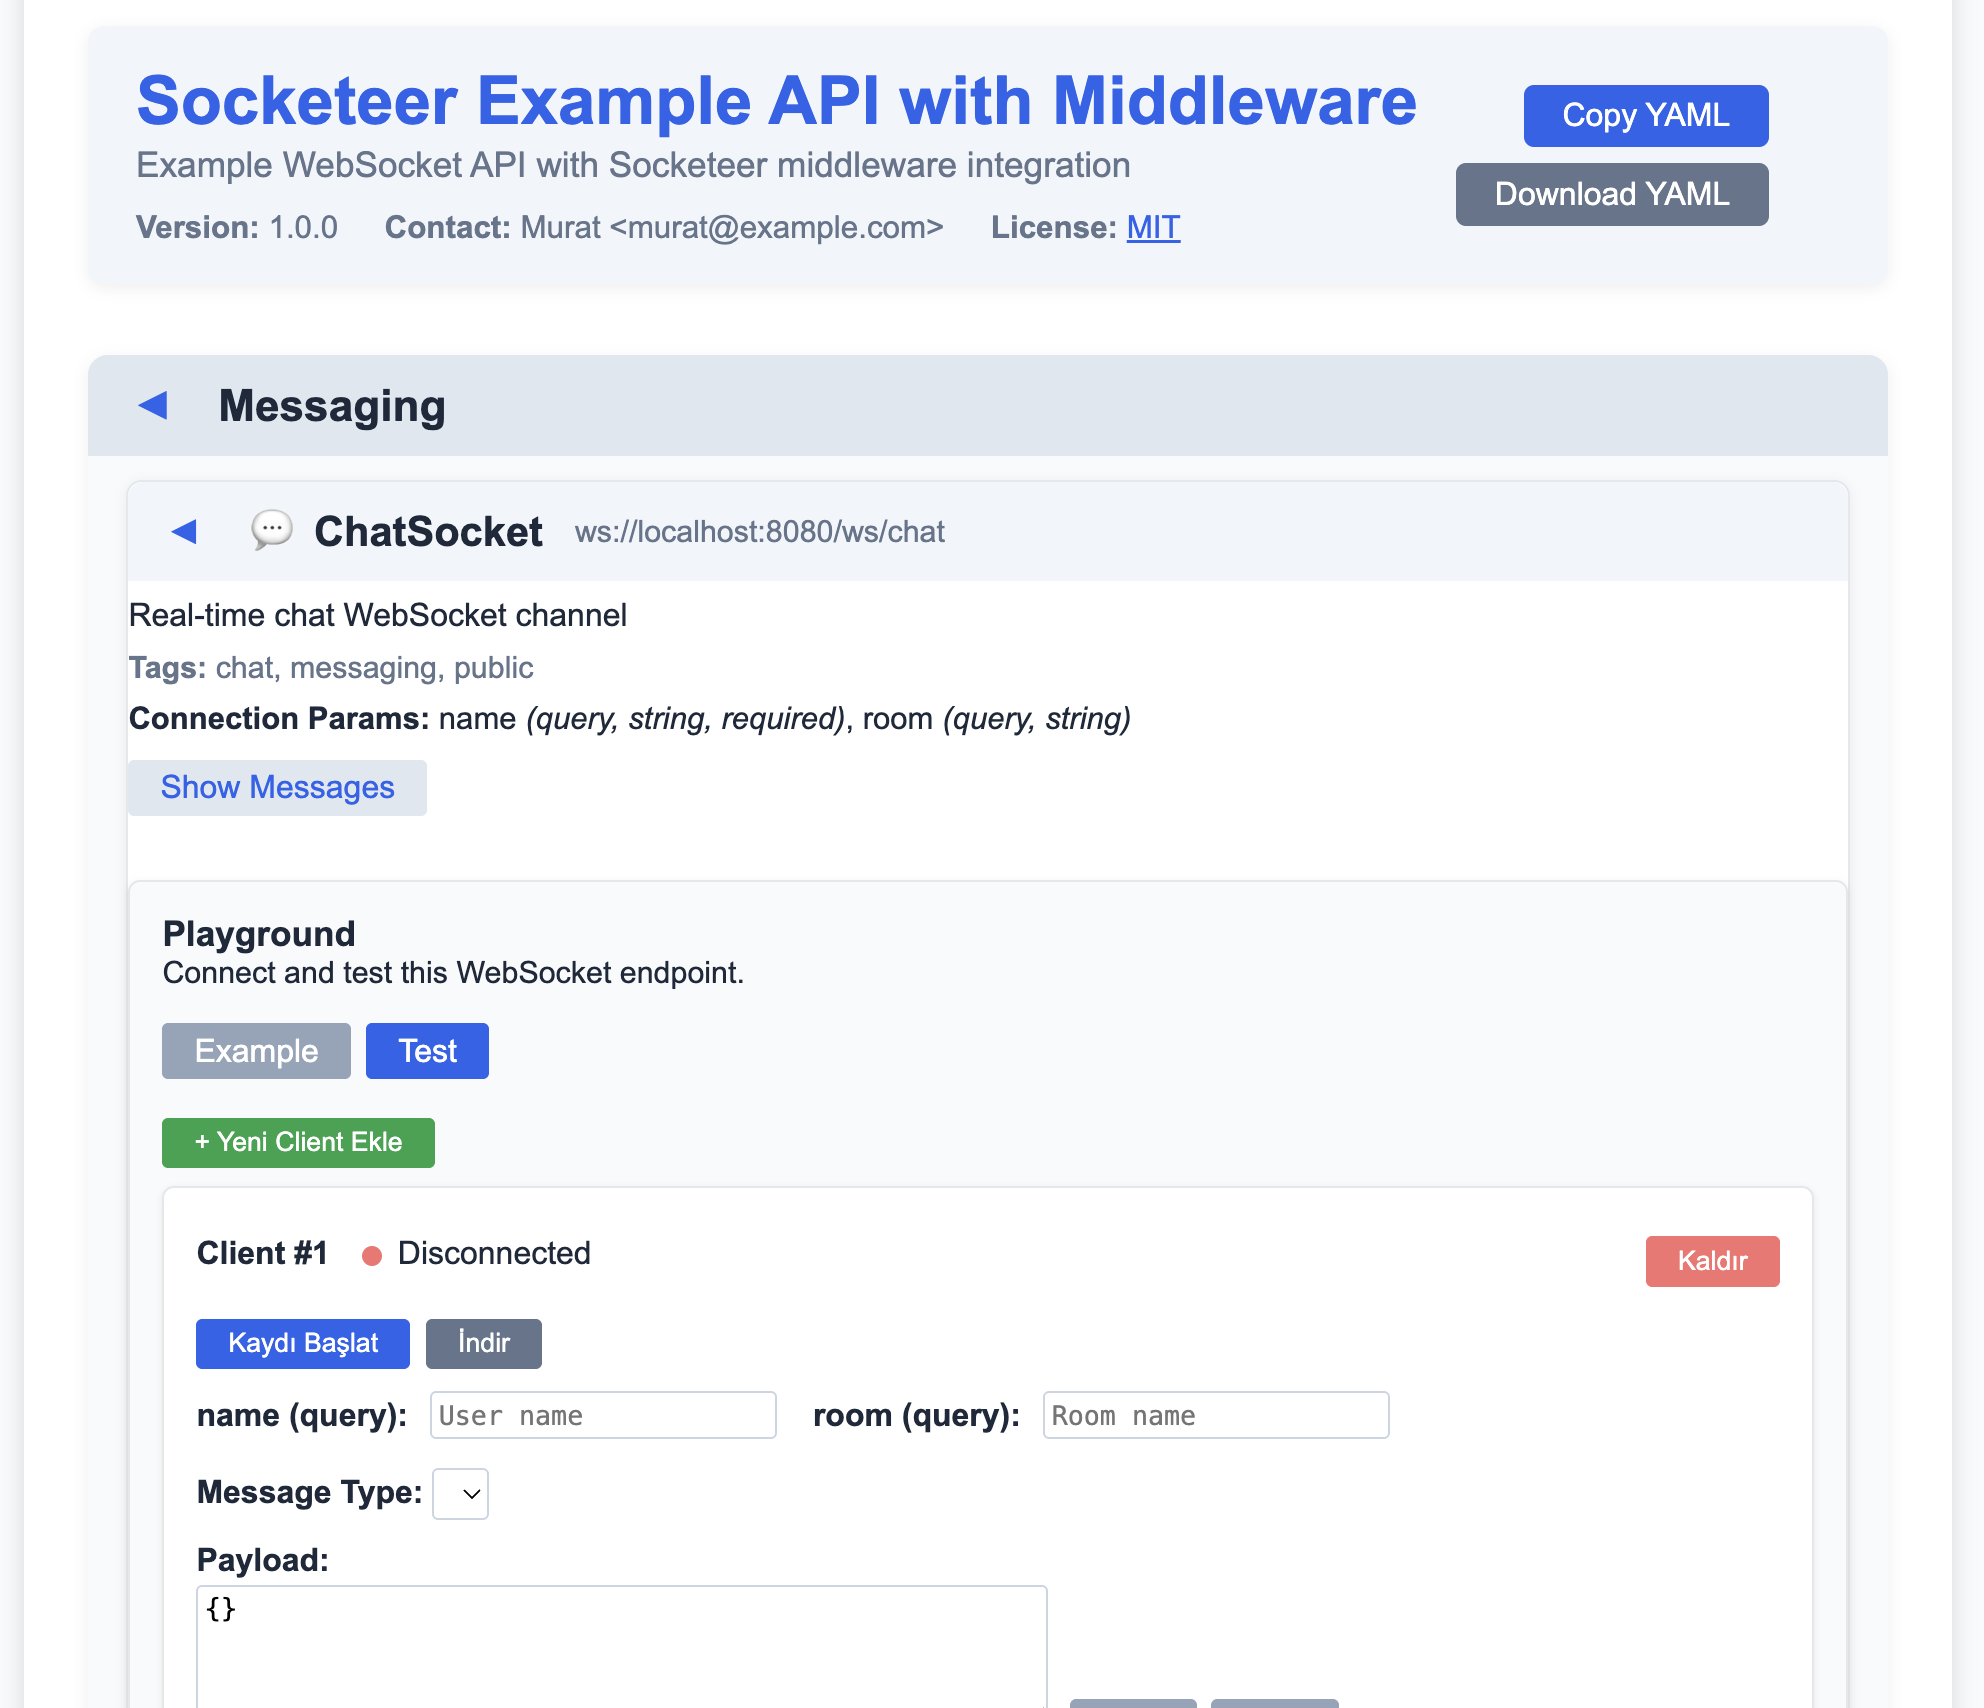 Socketeer Example API with Middleware
Copy YAML
Example WebSocket API with Socketeer middleware integration
Download YAML
Version: 1.0.0 Contact: Murat <murat@example.com> License: MIT
Messaging
ChatSocket ws://localhost:8080/ws/chat
Real-time chat WebSocket channel
Tags: chat, messaging, public
Connection Params: name (query, string, required), room (query, string)
Show Messages
Playground
Connect and test this WebSocket endpoint.
Example Test
+ Yeni Client Ekle
Client #1 Disconnected
Kaldır
Kaydı Başlat İndir
name (query): User name room (query): Room name
Message Type:
Payload:
{}